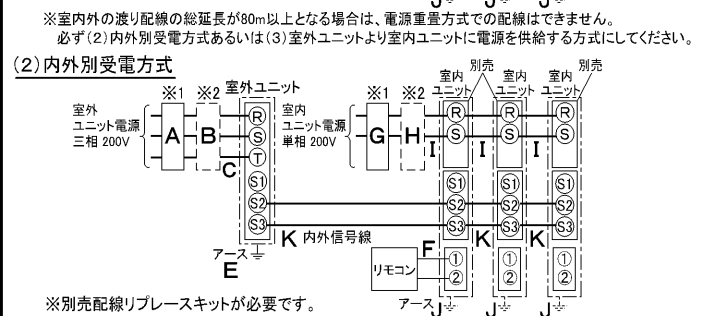 ※室内外の渡り配線の総延長が80m以上となる場合は、電源重畳方式での配線はできません。
必ず(2)内外別受電方式あるいは(3)室外ユニットより室内ユニットに電源を供給する方式にしてください。
(2)内外別受電方式
※1 ※2 室外ユニット
室外
ユニット電源
三相 200V
A B C
R
S
T
S1
S2
S3
アース
E
※1 ※2
室内
ユニット電源
単相 200V
G H
室内
ユニット
別売
室内
ユニット
室内
ユニット
別売
R R R
S S S
I I I
S1 S1 S1
S2 S2 S2
S3 S3 S3
K 内外信号線
F K K
リモコン
① ① ①
② ② ②
アース J J J
※別売配線リプレースキットが必要です。